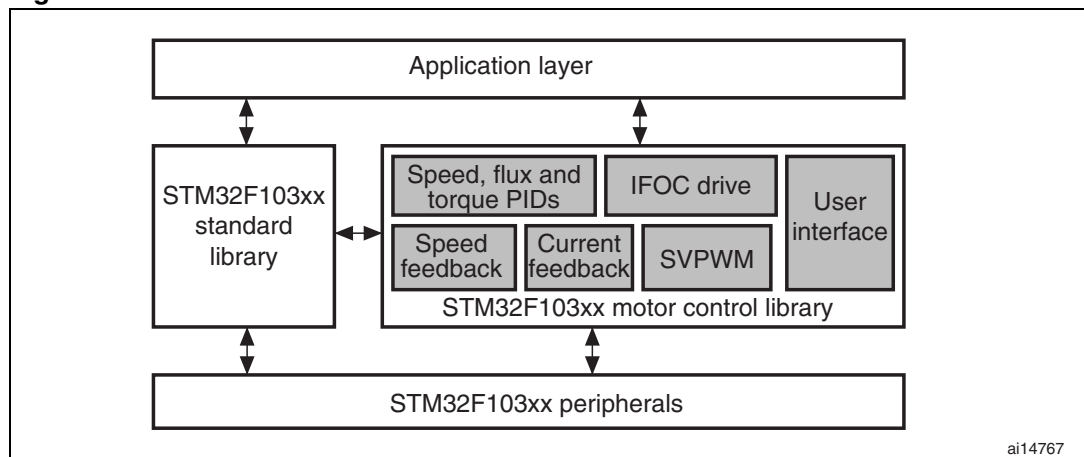 Application layer
STM32F103xx
standard
library
Speed, flux and
torque PIDs
IFOC drive
User
interface
Speed
feedback
Current
feedback
SVPWM
STM32F103xx motor control library
STM32F103xx peripherals
ai14767